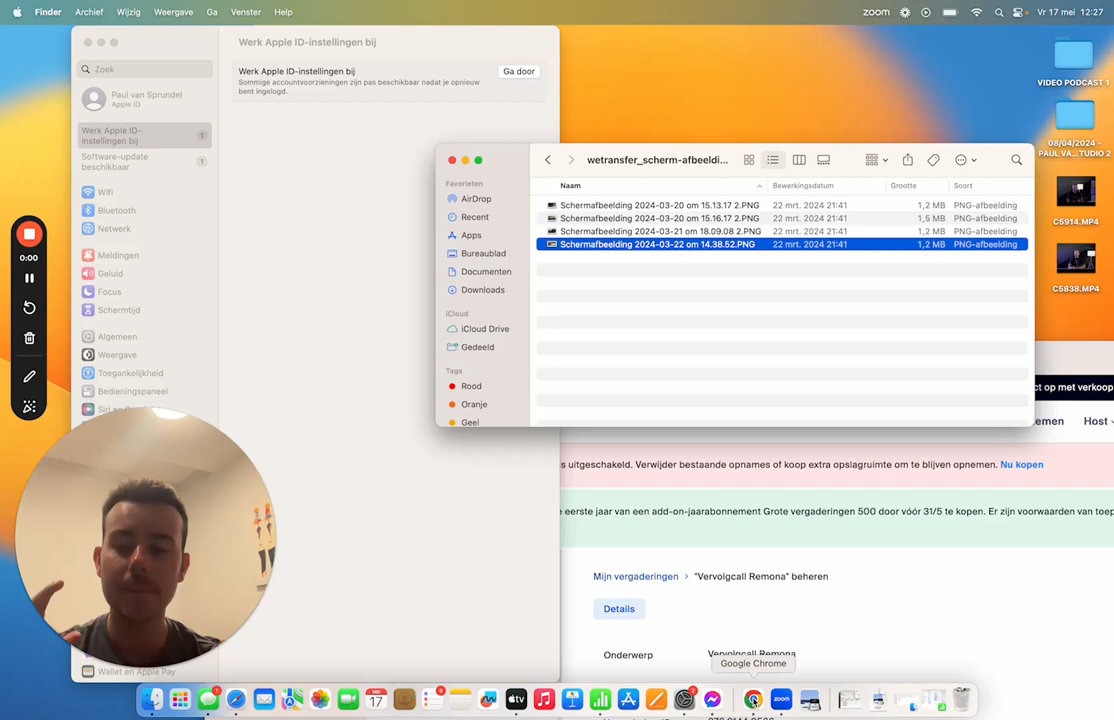 Finder Archief Wijzig Weergave Ga Venster Help
zoom Vr 17 mei 12:27
Werk Apple ID-instellingen bij
Zoek
Werk Apple ID-instellingen bij
Sommige accountvoorzieningen zijn pas beschikbaar nadat je opnieuw
bent ingelogd.
Ga door
Paul van Sprundel
Apple ID
Werk Apple ID-
instellingen bij
1
Software-update
beschikbaar
1
Wifi
Bluetooth
Netwerk
Meldingen
Geluid
Focus
Schermtijd
Algemeen
Weergave
Toegankelijkheid
Bedieningspaneel
Wallet en Apple Pay
0:00
wetransfer_scherm-afbeeldi...
Favorieten
AirDrop
Recent
Apps
Bureaublad
Documenten
Downloads
iCloud
iCloud Drive
Gedeeld
Tags
Rood
Oranje
Geel
Naam Bewerkingsdatum Grootte Soort
Schermafbeelding 2024-03-20 om 15.13.17 2.PNG 22 mrt. 2024 21:41 1,2 MB PNG-afbeelding
Schermafbeelding 2024-03-20 om 15.16.17 2.PNG 22 mrt. 2024 21:41 1,5 MB PNG-afbeelding
Schermafbeelding 2024-03-21 om 18.09.08 2.PNG 22 mrt. 2024 21:41 1,2 MB PNG-afbeelding
Schermafbeelding 2024-03-22 om 14.38.52.PNG 22 mrt. 2024 21:41 1,2 MB PNG-afbeelding
VIDEO PODCAST 1
08/04/2024 -
PAUL VA...TUDIO 2
C5914.MP4
C5838.MP4
ct op met verkoop
emen Host
s uitgeschakeld. Verwijder bestaande opnames of koop extra opslagruimte om te blijven opnemen. Nu kopen
e eerste jaar van een add-on-jaarabonnement Grote vergaderingen 500 door vóór 31/5 te kopen. Er zijn voorwaarden van toep
Mijn vergaderingen > "Vervolgcall Remona" beheren
Details
Onderwerp Vervolgcall Remona
Google Chrome
1
17
9
tv
2
zoom